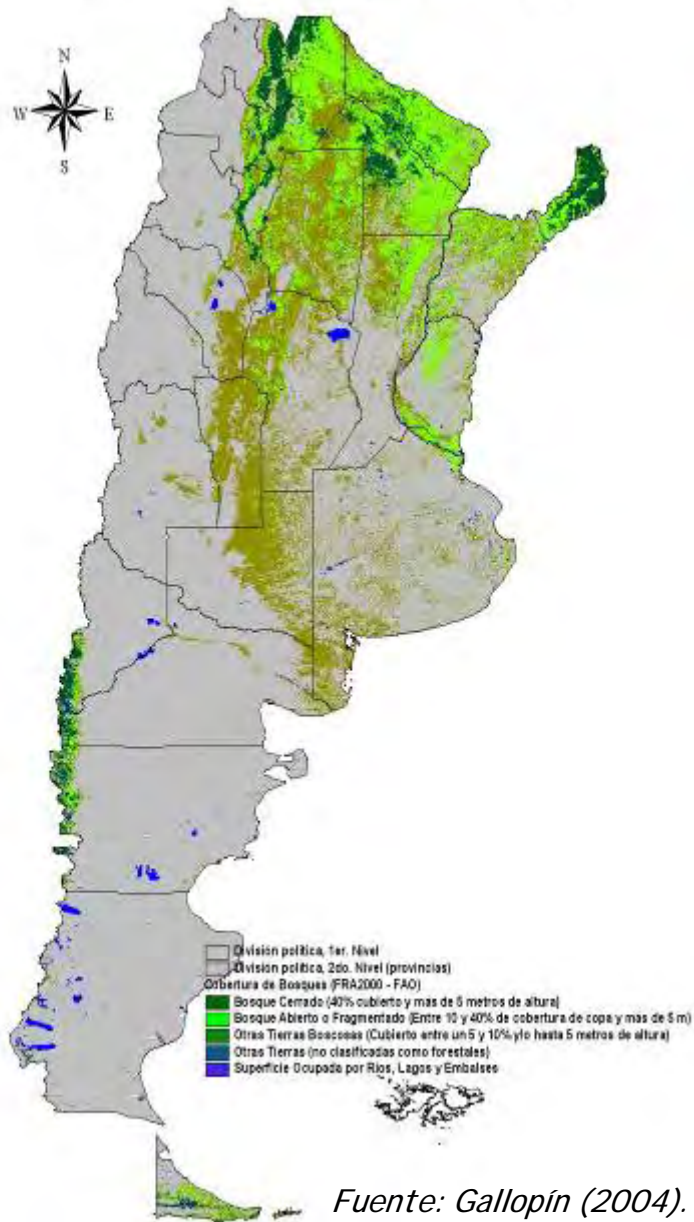 N
W E
S
División política, 1er. Nivel
División política, 2do. Nivel (provincias)
Cobertura de Bosques (FRA2000 - FAO)
Bosque Cerrado (40% cubierto y mas de 5 metros de altura)
Bosque Abierto o Fragmentado (Entre 10 y 40% de cobertura de copa y mas de 5 m)
Otras Tierras Boscosas (Cubierto entre un 5 y 10% y/o hasta 5 metros de altura)
Otras Tierras (no clasificadas como forestales)
Superficie Ocupada por Rios, Lagos y Embalses
Fuente: Gallopín (2004).